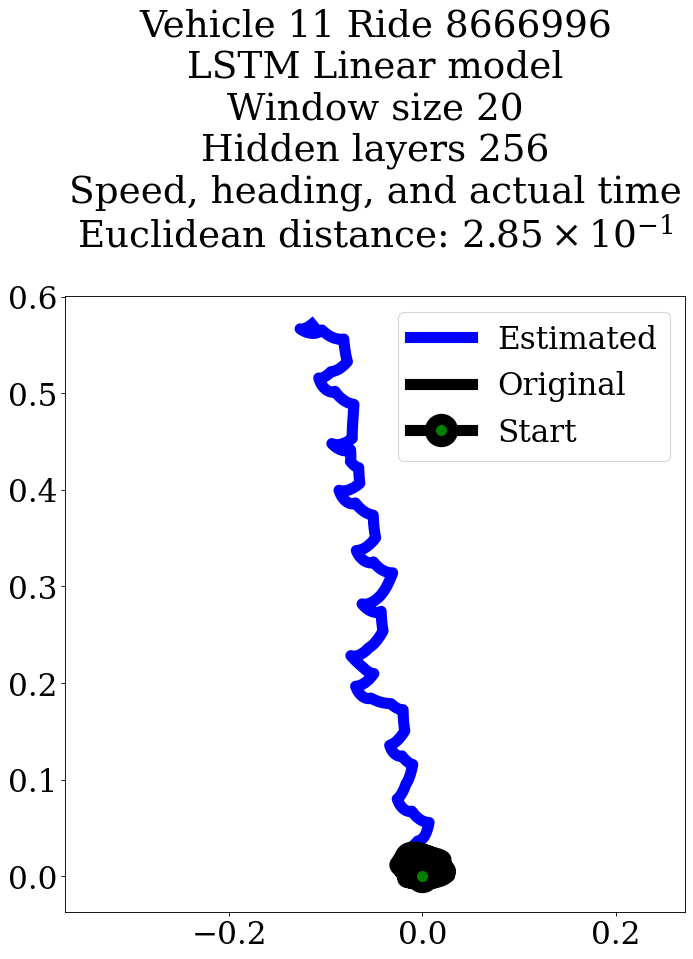 Vehicle 11 Ride 8666996
LSTM Linear model
Window size 20
Hidden layers 256
Speed, heading, and actual time
Euclidean distance: 2.85 × 10⁻¹
Estimated
Original
Start
0.6
0.5
0.4
0.3
0.2
0.1
0.0
−0.2 0.0 0.2